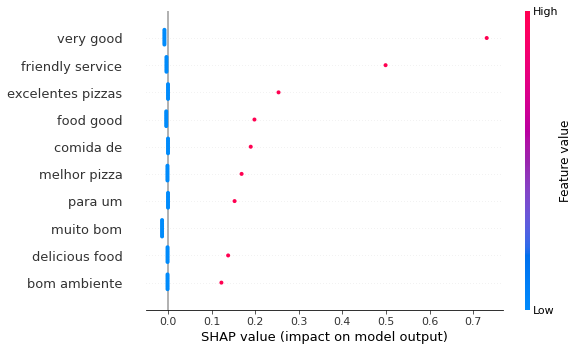 High
very good
friendly service
excelentes pizzas
food good
comida de
melhor pizza
para um
muito bom
delicious food
bom ambiente
Feature value
Low
0.0 0.1 0.2 0.3 0.4 0.5 0.6 0.7
SHAP value (impact on model output)